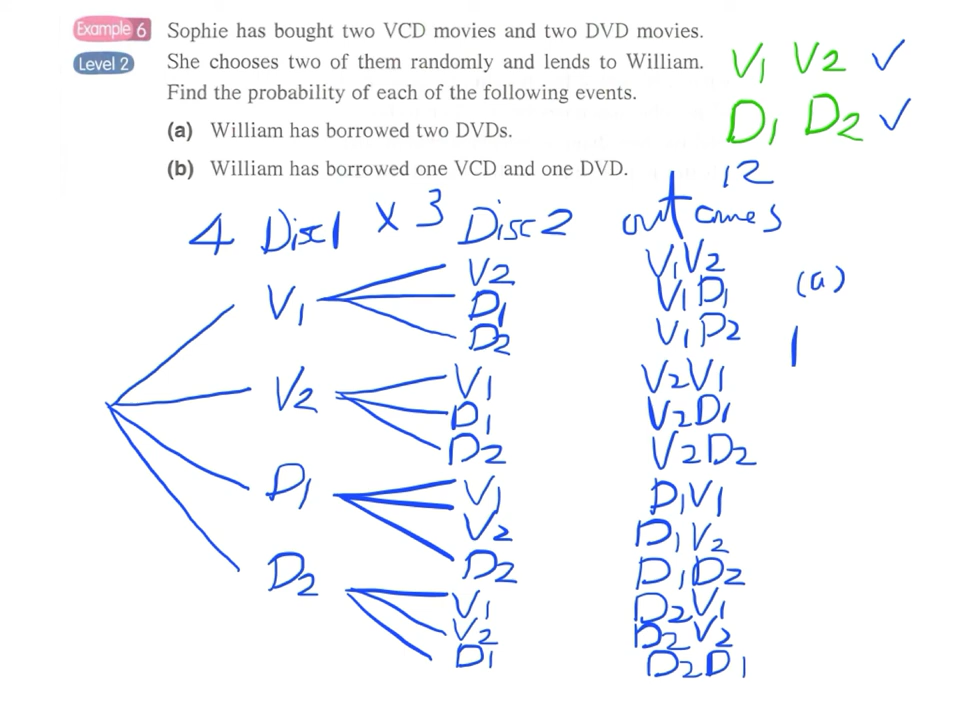 Example 6 Sophie has bought two VCD movies and two DVD movies.
Level 2 She chooses two of them randomly and lends to William. V1 V2 ✓
Find the probability of each of the following events.
(a) William has borrowed two DVDs. D1 D2 ✓
(b) William has borrowed one VCD and one DVD. 12
4 Disc1 x 3 Disc2 outcomes
V2 V1V2
V1 D1 V1D1 (a)
D2 V1D2
V2 V1 V2V1
D1 V2D1
D2 V2D2
D1 V1 D1V1
V2 D1V2
D2 D2 D1D2
V1 D2V1
V2 D2V2
D1 D2D1